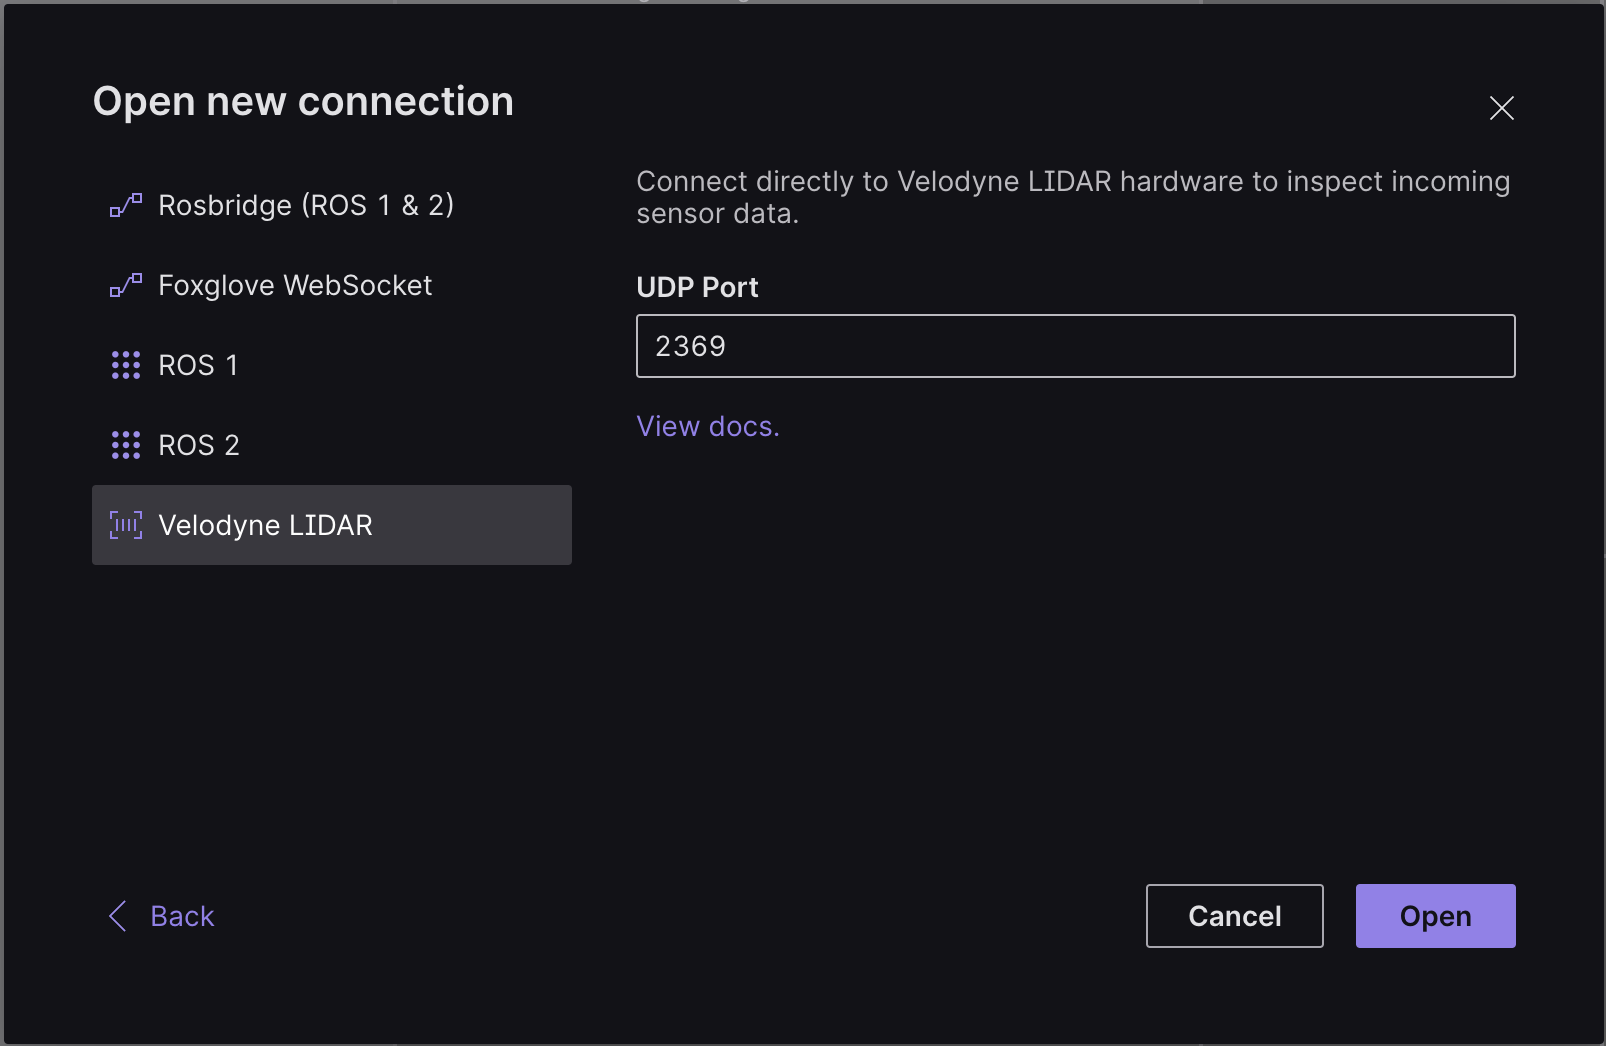 Open new connection
Rosbridge (ROS 1 & 2)
Foxglove WebSocket
ROS 1
ROS 2
Velodyne LIDAR
Connect directly to Velodyne LIDAR hardware to inspect incoming
sensor data.
UDP Port
2369
View docs.
Back
Cancel
Open